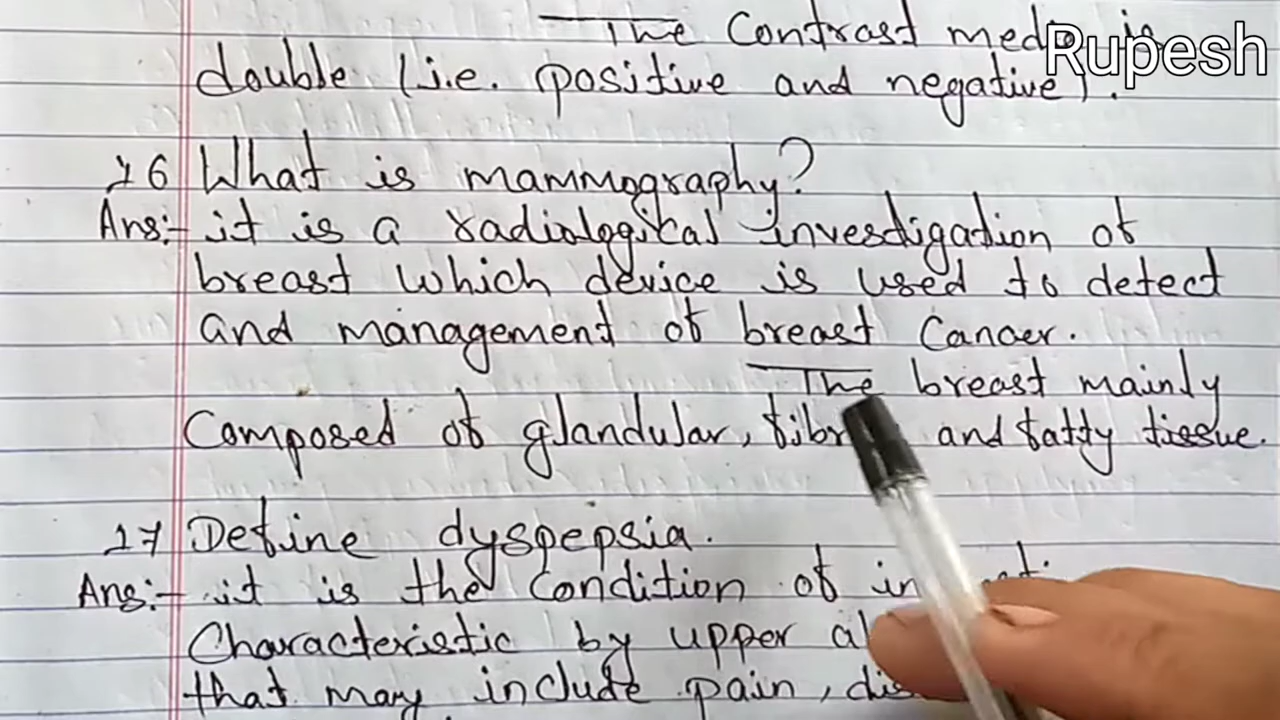 The Contrast
Rupesh
double (i.e. positive and negative).
16 What is mammography?
Ans:- it is a radiological investigation of
breast which device is used to detect
and management of breast Cancer.
The breast mainly
Composed of glandular, and fatty tissue.
17 Define dyspepsia.
Ans:- it is the Condition of
Characteristic by upper
that may include pain,